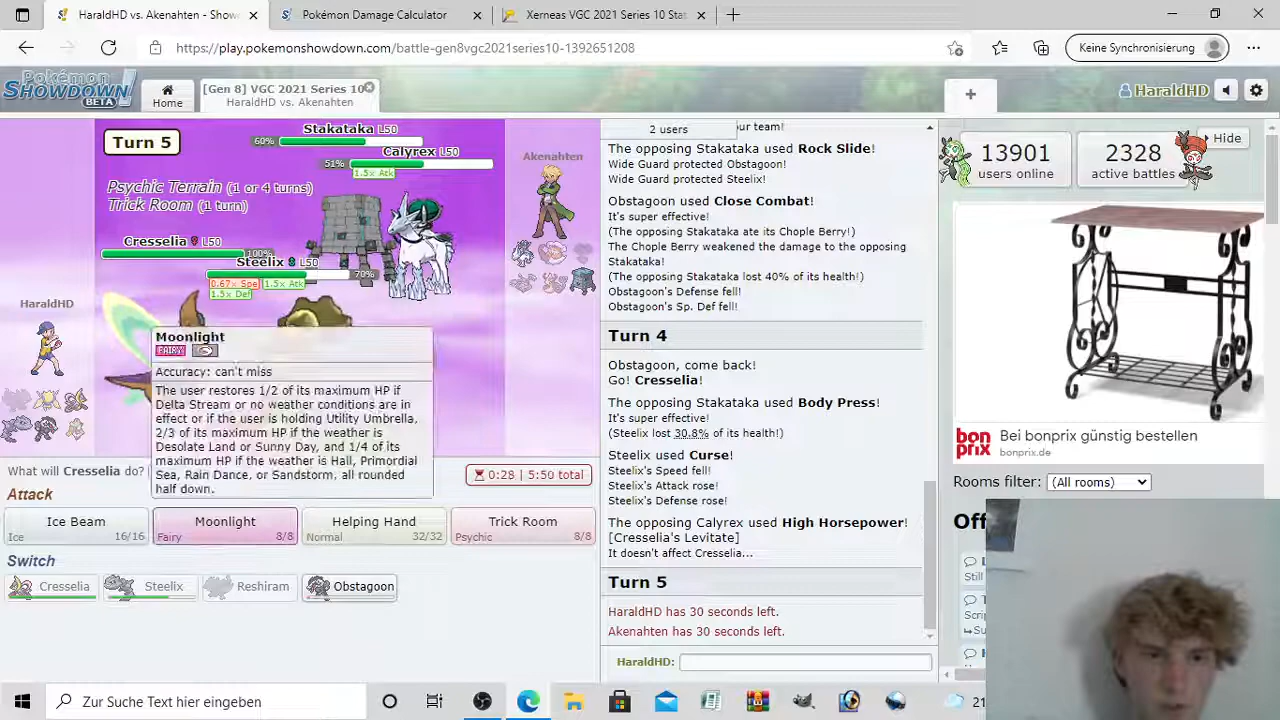 HaraldHD vs. Akenahten - Show
Pokémon Damage Calculator
Xerneas VGC 2021 Series 10 Stat
https://play.pokemonshowdown.com/battle-gen8vgc2021series10-1392651208
Keine Synchronisierung
Pokémon
SHOWDOWN!
BETA
Home
[Gen 8] VGC 2021 Series 10
HaraldHD vs. Akenahten
HaraldHD
Turn 5
Stakataka L50
60%
Calyrex L50
51%
1.5x Atk
Psychic Terrain (1 or 4 turns)
Trick Room (1 turn)
Cresselia L50
100%
Steelix L50
70%
0.67x Spe 1.5x Atk
1.5x Def
Akenahten
HaraldHD
Moonlight
FAIRY
Accuracy: can't miss
The user restores 1/2 of its maximum HP if
Delta Stream or no weather conditions are in
effect or if the user is holding Utility Umbrella,
2/3 of its maximum HP if the weather is
Desolate Land or Sunny Day, and 1/4 of its
maximum HP if the weather is Hail, Primordial
Sea, Rain Dance, or Sandstorm, all rounded
half down.
What will Cresselia do?
0:28 | 5:50 total
Attack
Ice Beam
Ice 16/16
Moonlight
Fairy 8/8
Helping Hand
Normal 32/32
Trick Room
Psychic 8/8
Switch
Cresselia
Steelix
Reshiram
Obstagoon
2 users
our team!
The opposing Stakataka used Rock Slide!
Wide Guard protected Obstagoon!
Wide Guard protected Steelix!
Obstagoon used Close Combat!
It's super effective!
(The opposing Stakataka ate its Chople Berry!)
The Chople Berry weakened the damage to the opposing
Stakataka!
(The opposing Stakataka lost 40% of its health!)
Obstagoon's Defense fell!
Obstagoon's Sp. Def fell!
Turn 4
Obstagoon, come back!
Go! Cresselia!
The opposing Stakataka used Body Press!
It's super effective!
(Steelix lost 30.8% of its health!)
Steelix used Curse!
Steelix's Speed fell!
Steelix's Attack rose!
Steelix's Defense rose!
The opposing Calyrex used High Horsepower!
[Cresselia's Levitate]
It doesn't affect Cresselia...
Turn 5
HaraldHD has 30 seconds left.
Akenahten has 30 seconds left.
HaraldHD:
13901
users online
2328
active battles
Hide
bon
prix
Bei bonprix günstig bestellen
bonprix.de
Rooms filter: (All rooms)
Off
Still
Scri
Su
Zur Suche Text hier eingeben
21